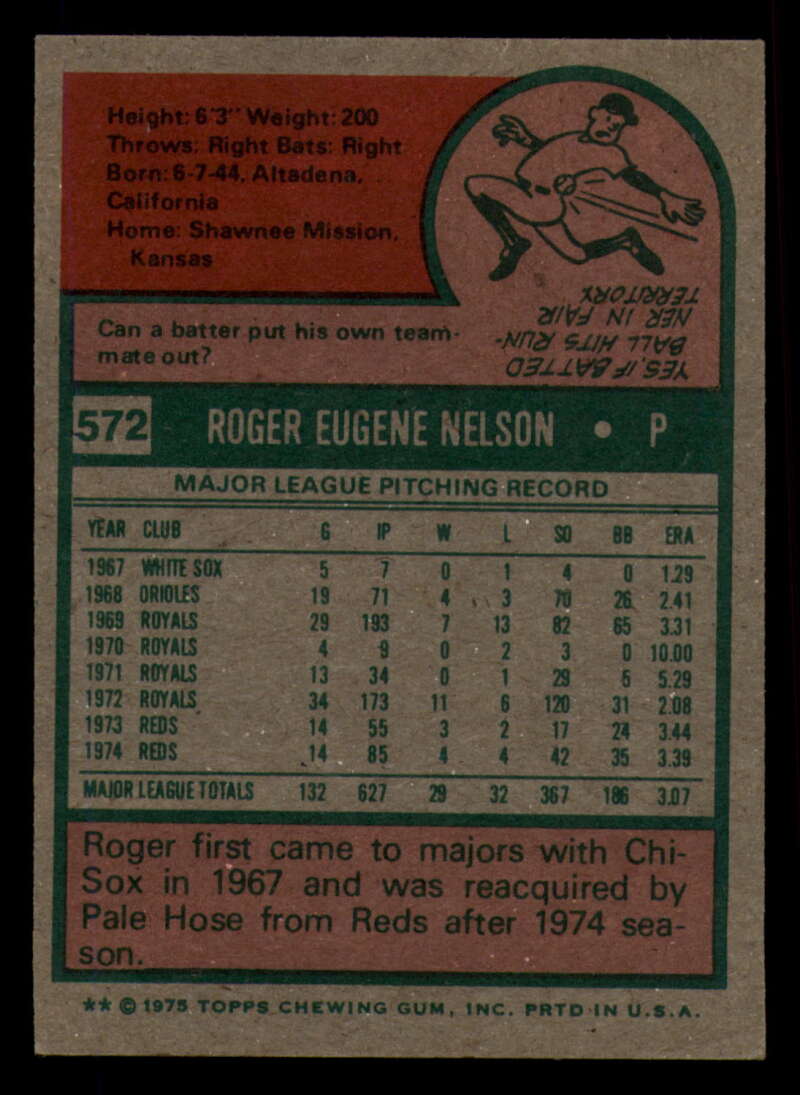 Height: 6'3" Weight: 200
Throws: Right Bats: Right
Born: 6-7-44, Altadena,
California
Home: Shawnee Mission,
Kansas
Can a batter put his own team-
mate out?
YES, IF BATTED
BALL HITS RUN-
NER IN FAIR
TERRITORY.
572 ROGER EUGENE NELSON • P
MAJOR LEAGUE PITCHING RECORD
YEAR CLUB G IP W L SO BB ERA
1967 WHITE SOX 5 7 0 1 4 0 1.29
1968 ORIOLES 19 71 4 3 70 26 2.41
1969 ROYALS 29 193 7 13 82 65 3.31
1970 ROYALS 4 9 0 2 3 0 10.00
1971 ROYALS 13 34 0 1 29 5 5.29
1972 ROYALS 34 173 11 6 120 31 2.08
1973 REDS 14 55 3 2 17 24 3.44
1974 REDS 14 85 4 4 42 35 3.39
MAJOR LEAGUE TOTALS 132 627 29 32 367 186 3.07
Roger first came to majors with Chi-
Sox in 1967 and was reacquired by
Pale Hose from Reds after 1974 sea-
son.
** © 1975 TOPPS CHEWING GUM, INC. PRTD IN U.S.A.